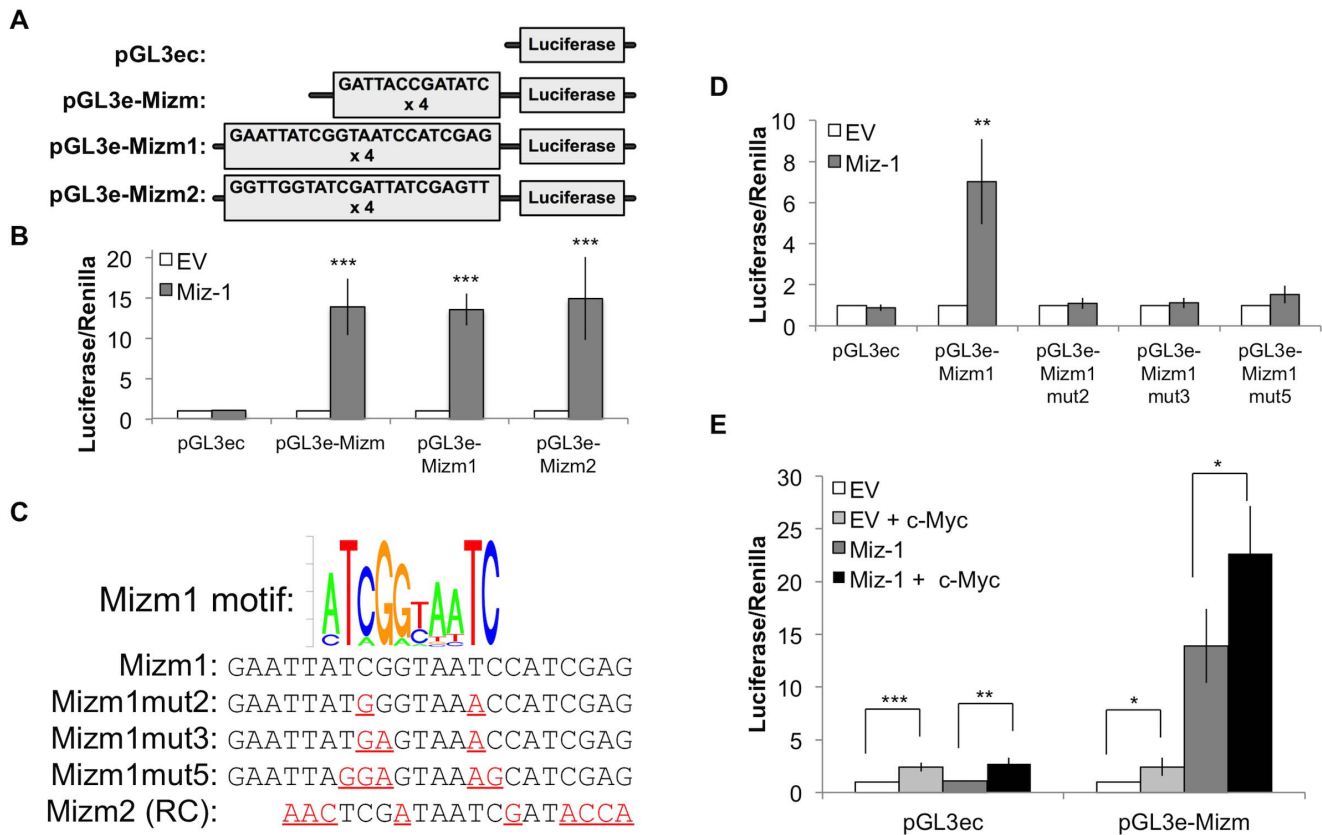 A
pGL3ec:
Luciferase
pGL3e-Mizm:
GATTACCGATATC
x 4
Luciferase
pGL3e-Mizm1:
GAATTATCGGTAATCCATCGAG
x 4
Luciferase
pGL3e-Mizm2:
GGTTGGTATCGATTATCGAGTT
x 4
Luciferase
B
Luciferase/Renilla
20
15
10
5
0
EV
Miz-1
***
***
***
pGL3ec
pGL3e-Mizm
pGL3e-
Mizm1
pGL3e-
Mizm2
C
Mizm1 motif:
ATCGGTAATC
Mizm1: GAATTATCGGTAATCCATCGAG
Mizm1mut2: GAATTATGGGTAAACCATCGAG
Mizm1mut3: GAATTATGAGTAAACCATCGAG
Mizm1mut5: GAATTAGGAGTAAAGCATCGAG
Mizm2 (RC): AACTCGATAATCGATACCA
D
Luciferase/Renilla
10
8
6
4
2
0
EV
Miz-1
**
pGL3ec
pGL3e-
Mizm1
pGL3e-
Mizm1
mut2
pGL3e-
Mizm1
mut3
pGL3e-
Mizm1
mut5
E
Luciferase/Renilla
30
25
20
15
10
5
0
EV
EV + c-Myc
Miz-1
Miz-1 + c-Myc
***
**
*
*
pGL3ec
pGL3e-Mizm